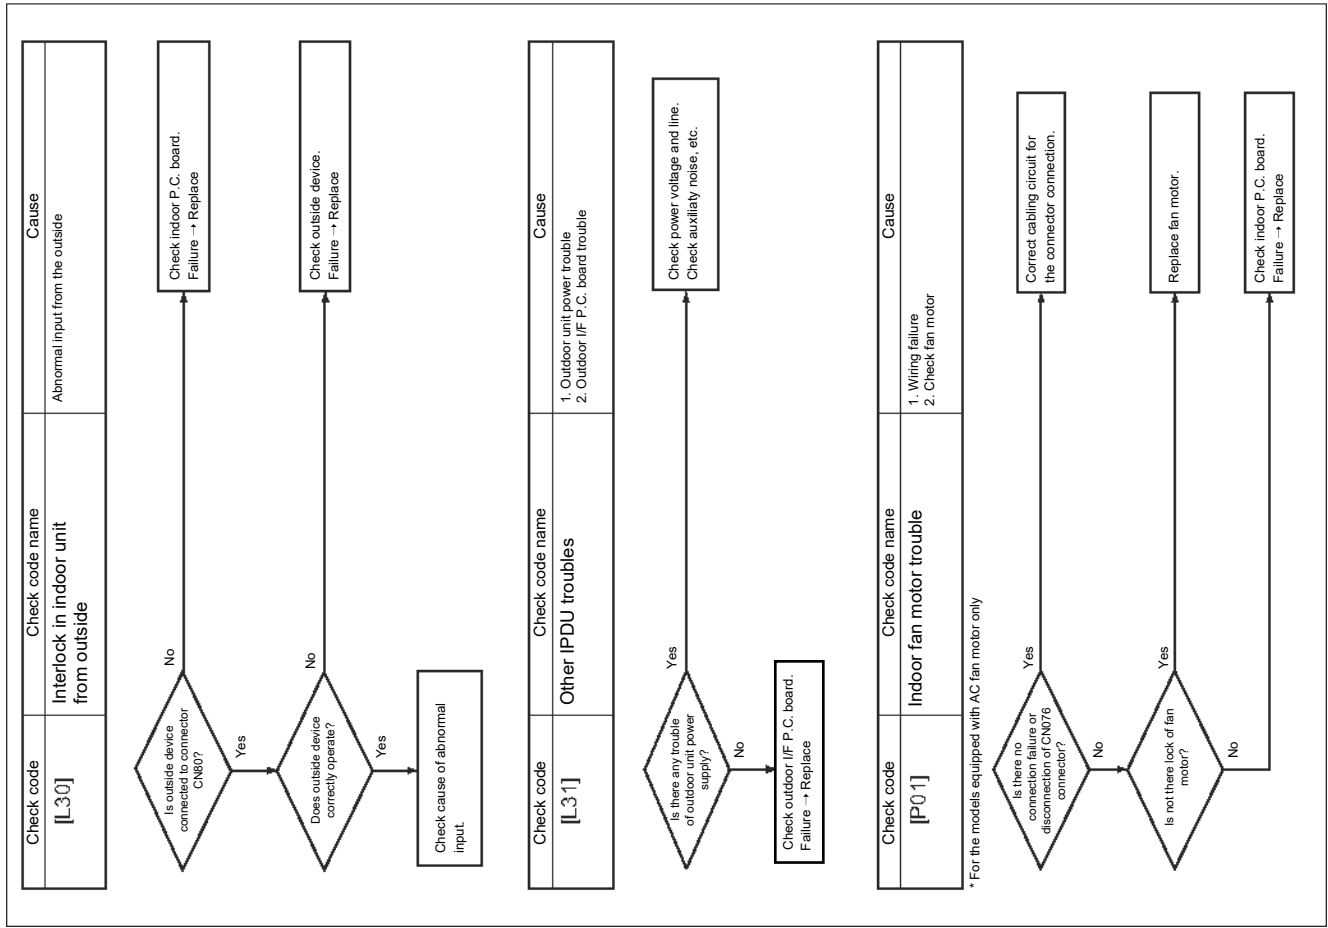 Check code
Check code name
Cause
[L30]
Interlock in indoor unit
from outside
Abnormal input from the outside
Is outside device
connected to connector
CN80?
No
Check indoor P.C. board.
Failure → Replace
Yes
Does outside device
correctly operate?
No
Check outside device.
Failure → Replace
Yes
Check cause of abnormal
input.
Check code
Check code name
Cause
[L31]
Other IPDU troubles
1. Outdoor unit power trouble
2. Outdoor I/F P.C. board trouble
Is there any trouble
of outdoor unit power
supply?
Yes
Check power voltage and line.
Check auxiliaty noise, etc.
No
Check outdoor I/F P.C. board.
Failure → Replace
Check code
Check code name
Cause
[P01]
Indoor fan motor trouble
1. Wiring failure
2. Check fan motor
* For the models equipped with AC fan motor only
Is there no
connection failure or
disconnection of CN076
connector?
Yes
Correct cabling circuit for
the connector connection.
No
Is not there lock of fan
motor?
Yes
Replace fan motor.
No
Check indoor P.C. board.
Failure → Replace